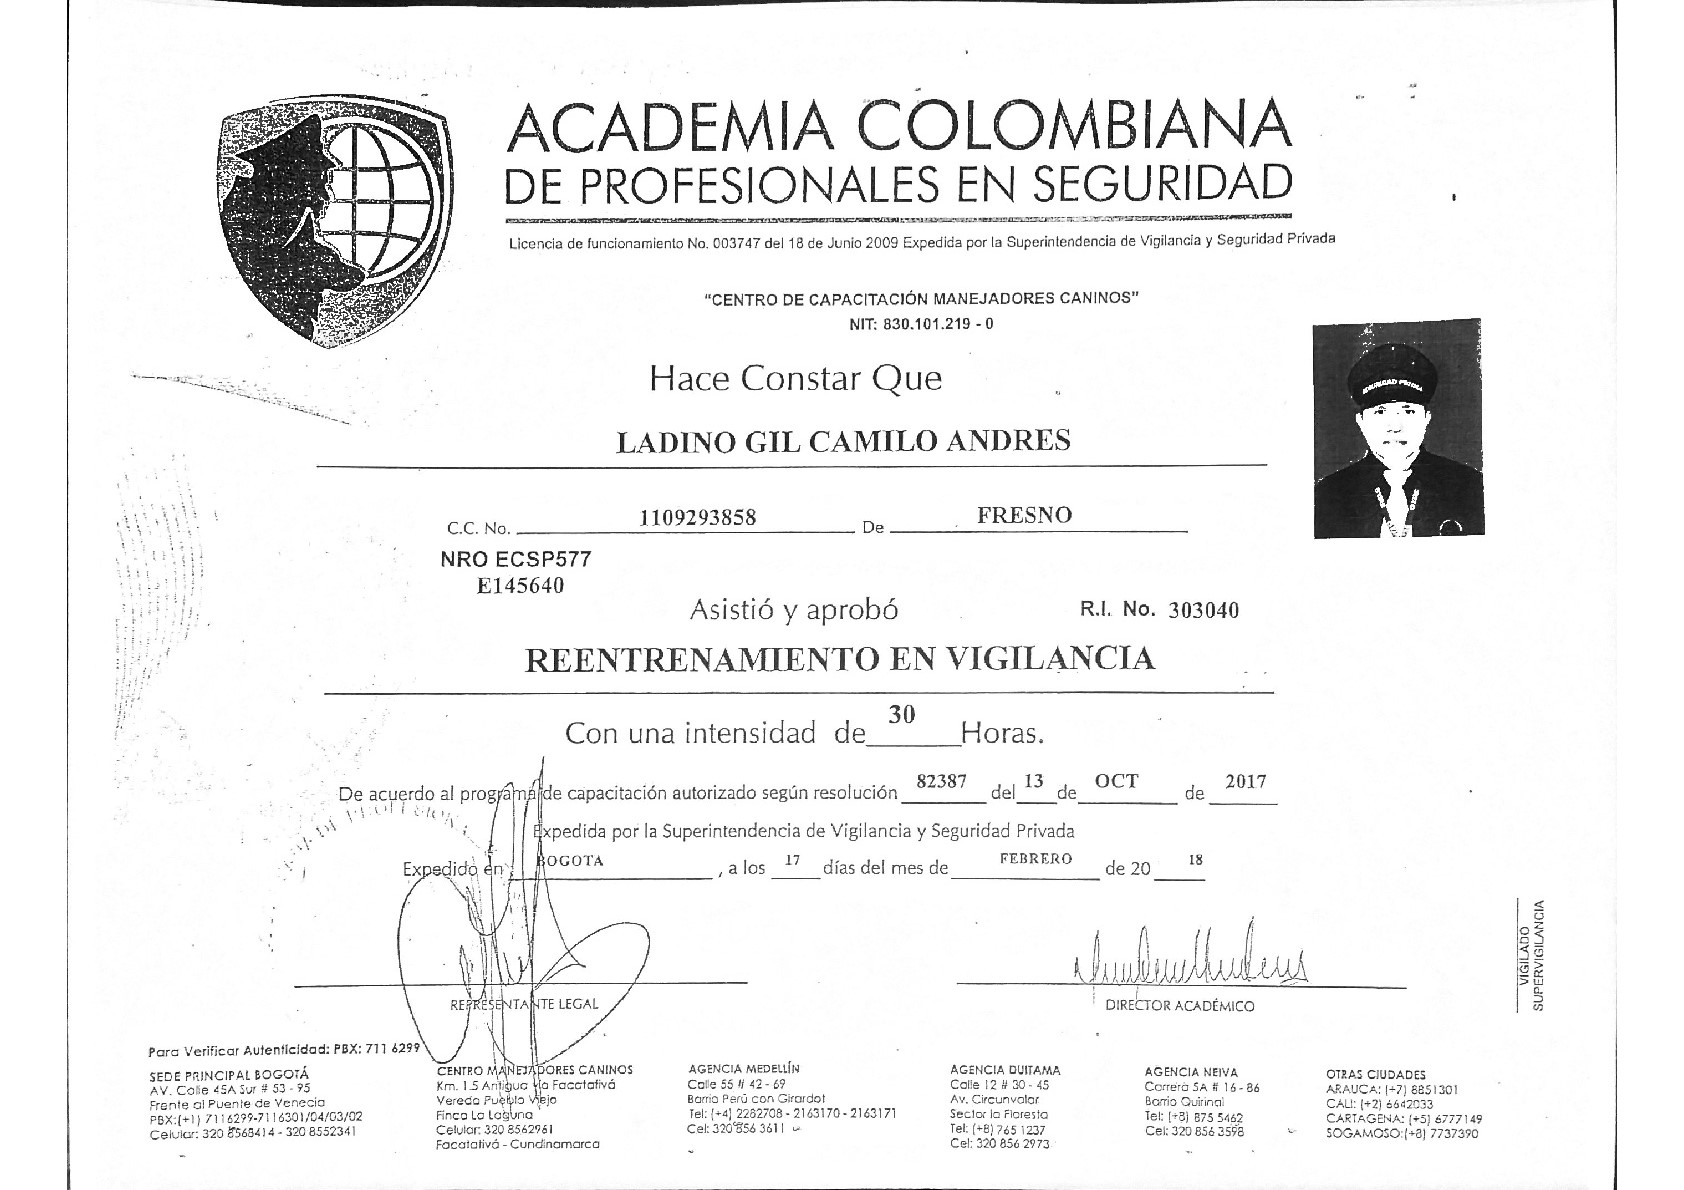 ACADEMIA COLOMBIANA
DE PROFESIONALES EN SEGURIDAD
Licencia de funcionamiento No. 003747 del 18 de Junio 2009 Expedida por la Superintendencia de Vigilancia y Seguridad Privada
"CENTRO DE CAPACITACIÓN MANEJADORES CANINOS"
NIT: 830.101.219 - 0
Hace Constar Que
SEGURIDAD PRIVADA
LADINO GIL CAMILO ANDRES
C.C. No. 1109293858 De FRESNO
NRO ECSP577
E145640
Asistió y aprobó R.I. No. 303040
REENTRENAMIENTO EN VIGILANCIA
Con una intensidad de 30 Horas.
De acuerdo al programa de capacitación autorizado según resolución 82387 del 13 de OCT de 2017
Expedida por la Superintendencia de Vigilancia y Seguridad Privada
Expedido en BOGOTA , a los 17 días del mes de FEBRERO de 20 18
REPRESENTANTE LEGAL
DIRECTOR ACADÉMICO
VIGILADO
SUPERVIGILANCIA
Para Verificar Autenticidad: PBX: 711 6299
SEDE PRINCIPAL BOGOTÁ
AV. Calle 45A Sur # 53 - 95
Frente al Puente de Venecia
PBX:(+1) 7116299-7116301/04/03/02
Celular: 320 8568414 - 320 8552341
CENTRO MANEJADORES CANINOS
Km. 1.5 Antigua Vía Facatativá
Vereda Pueblo Viejo
Finca La Laguna
Celular: 320 8562961
Facatativá - Cundinamarca
AGENCIA MEDELLÍN
Calle 55 # 42 - 69
Barrio Perú con Girardot
Tel: (+4) 2282708 - 2163170 - 2163171
Cel: 320 856 3611
AGENCIA DUITAMA
Calle 12 # 30 - 45
Av. Circunvalar
Sector la Floresta
Tel: (+8) 765 1237
Cel: 320 856 2973
AGENCIA NEIVA
Carrera 5A # 16 - 86
Barrio Quirinal
Tel: (+8) 875 5462
Cel: 320 856 3598
OTRAS CIUDADES
ARAUCA: (+7) 8851301
CALI: (+2) 6642033
CARTAGENA: (+5) 6777149
SOGAMOSO:(+8) 7737390